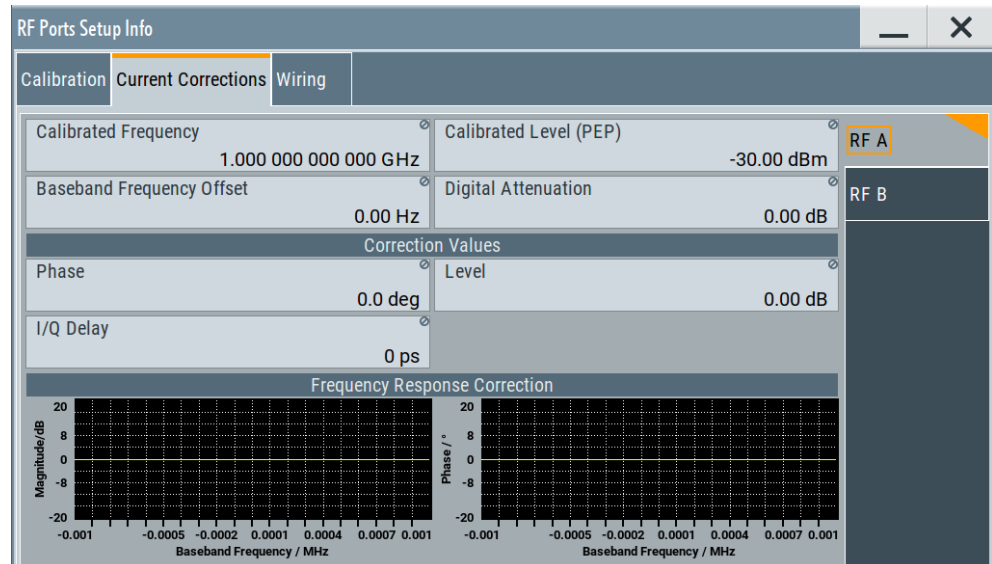 RF Ports Setup Info
Calibration Current Corrections Wiring
Calibrated Frequency
1.000 000 000 000 GHz
Calibrated Level (PEP)
-30.00 dBm
Baseband Frequency Offset
0.00 Hz
Digital Attenuation
0.00 dB
RF A
RF B
Correction Values
Phase
0.0 deg
Level
0.00 dB
I/Q Delay
0 ps
Frequency Response Correction
Magnitude/dB
20
8
0
-8
-20
-0.001 -0.0005 -0.0002 0.0001 0.0004 0.0007 0.001
Baseband Frequency / MHz
Phase / °
20
8
0
-8
-20
-0.001 -0.0005 -0.0002 0.0001 0.0004 0.0007 0.001
Baseband Frequency / MHz